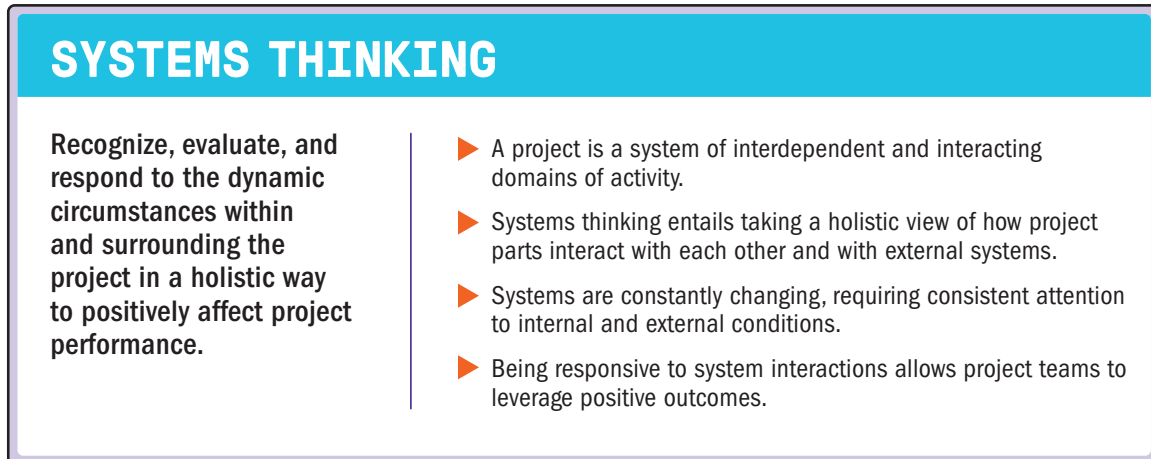 SYSTEMS THINKING
Recognize, evaluate, and
respond to the dynamic
circumstances within
and surrounding the
project in a holistic way
to positively affect project
performance.
A project is a system of interdependent and interacting
domains of activity.
Systems thinking entails taking a holistic view of how project
parts interact with each other and with external systems.
Systems are constantly changing, requiring consistent attention
to internal and external conditions.
Being responsive to system interactions allows project teams to
leverage positive outcomes.